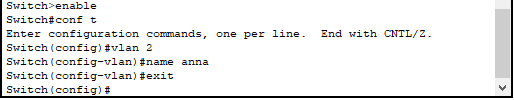 Switch>enable
Switch#conf t
Enter configuration commands, one per line.  End with CNTL/Z.
Switch(config)#vlan 2
Switch(config-vlan)#name anna
Switch(config-vlan)#exit
Switch(config)#